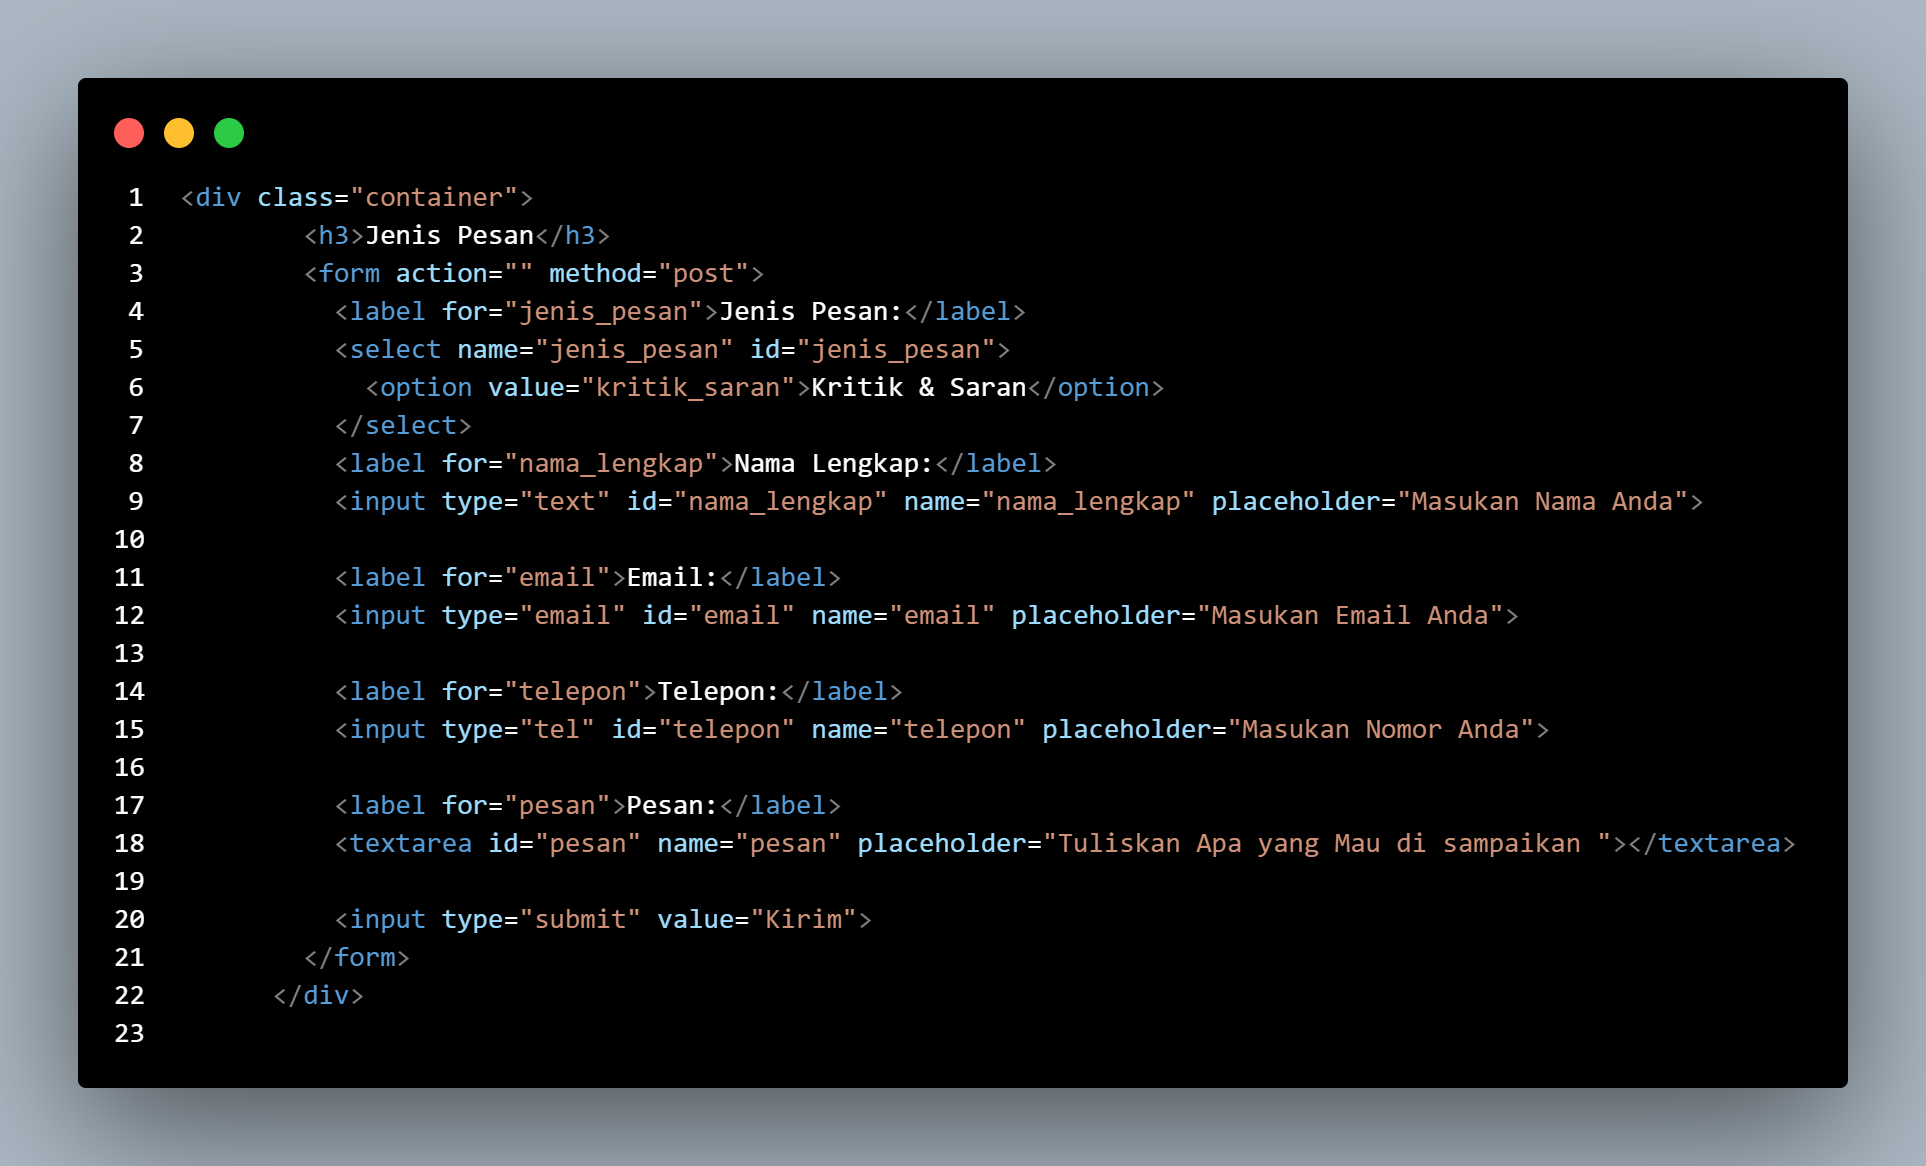 1 <div class="container">
2 <h3>Jenis Pesan</h3>
3 <form action="" method="post">
4 <label for="jenis_pesan">Jenis Pesan:</label>
5 <select name="jenis_pesan" id="jenis_pesan">
6 <option value="kritik_saran">Kritik & Saran</option>
7 </select>
8 <label for="nama_lengkap">Nama Lengkap:</label>
9 <input type="text" id="nama_lengkap" name="nama_lengkap" placeholder="Masukan Nama Anda">
10
11 <label for="email">Email:</label>
12 <input type="email" id="email" name="email" placeholder="Masukan Email Anda">
13
14 <label for="telepon">Telepon:</label>
15 <input type="tel" id="telepon" name="telepon" placeholder="Masukan Nomor Anda">
16
17 <label for="pesan">Pesan:</label>
18 <textarea id="pesan" name="pesan" placeholder="Tuliskan Apa yang Mau di sampaikan "></textarea>
19
20 <input type="submit" value="Kirim">
21 </form>
22 </div>
23